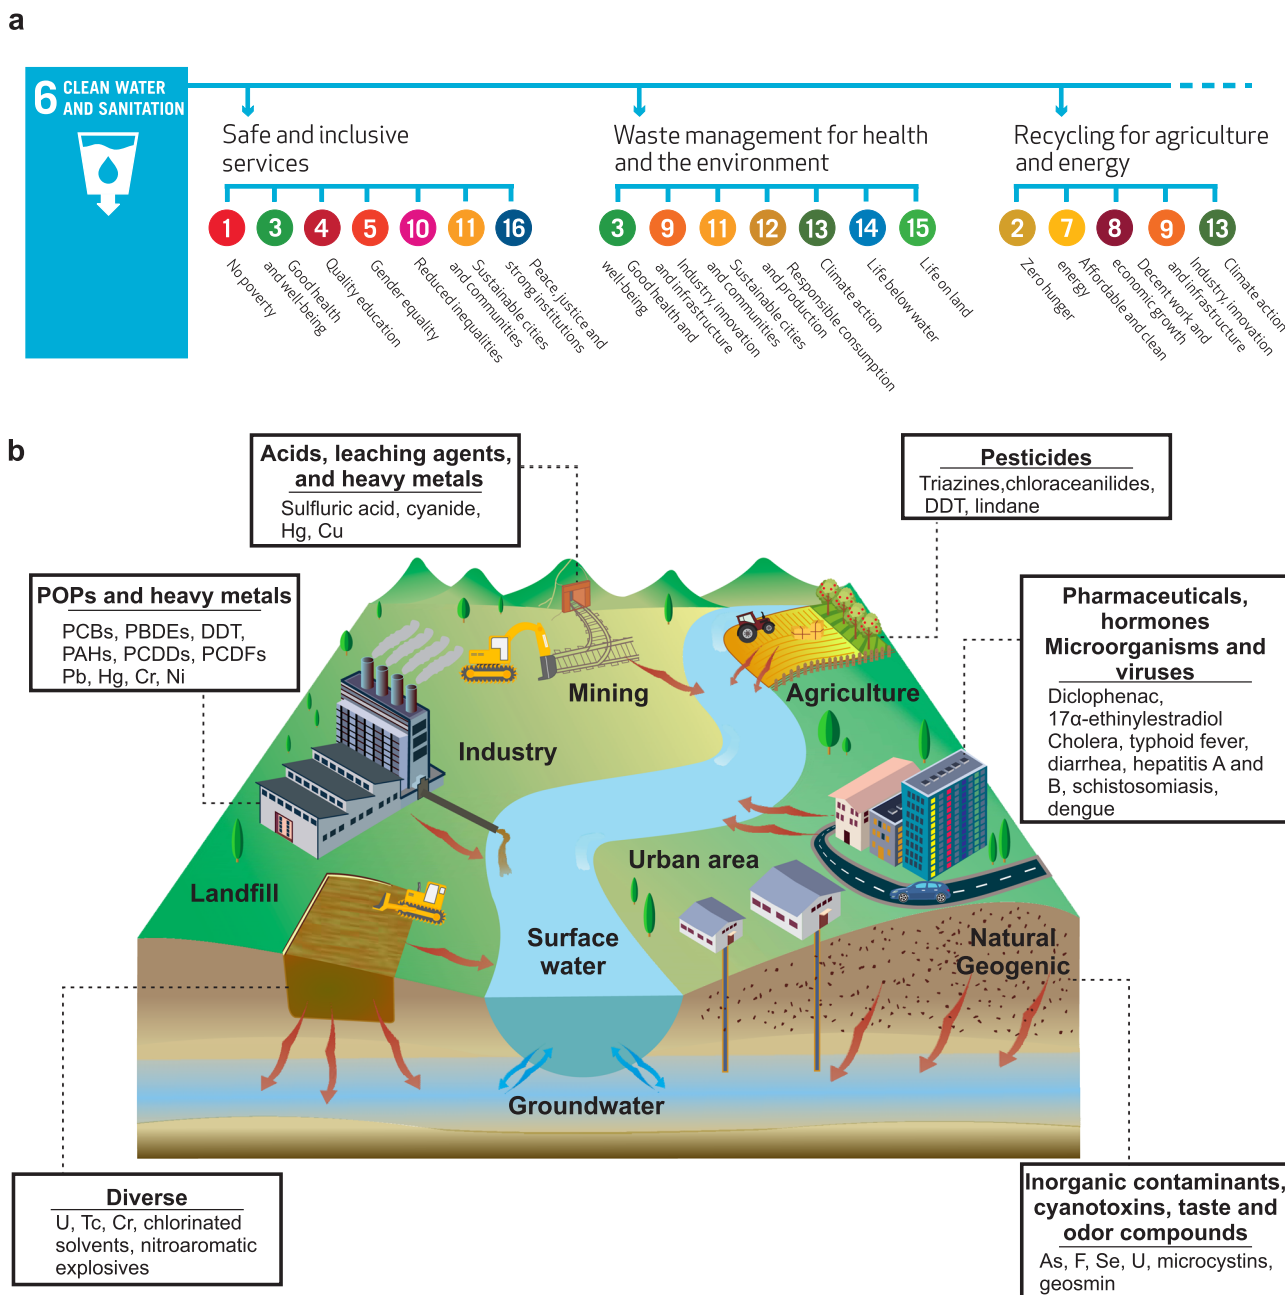 a
6 CLEAN WATER
AND SANITATION
Safe and inclusive
services
1
3
4
5
10
11
16
No poverty
Good health
and well-being
Quality education
Gender equality
Reduced inequalities
Sustainable cities
and communities
Peace, justice and
strong institutions
Waste management for health
and the environment
3
9
11
12
13
14
15
Good health and
well-being
Industry, innovation
and infrastructure
Sustainable cities
and communities
Responsible consumption
and production
Climate action
Life below water
Life on land
Recycling for agriculture
and energy
2
7
8
9
13
Zero hunger
Affordable and clean
energy
Decent work and
economic growth
Industry, innovation
and infrastructure
Climate action
b
Acids, leaching agents,
and heavy metals
Sulfluric acid, cyanide,
Hg, Cu
Pesticides
Triazines,chloraceanilides,
DDT, lindane
POPs and heavy metals
PCBs, PBDEs, DDT,
PAHs, PCDDs, PCDFs
Pb, Hg, Cr, Ni
Pharmaceuticals,
hormones
Microorganisms and
viruses
Diclophenac,
17α-ethinylestradiol
Cholera, typhoid fever,
diarrhea, hepatitis A and
B, schistosomiasis,
dengue
Mining
Agriculture
Industry
Urban area
Landfill
Surface
water
Natural
Geogenic
Groundwater
Diverse
U, Tc, Cr, chlorinated
solvents, nitroaromatic
explosives
Inorganic contaminants,
cyanotoxins, taste and
odor compounds
As, F, Se, U, microcystins,
geosmin